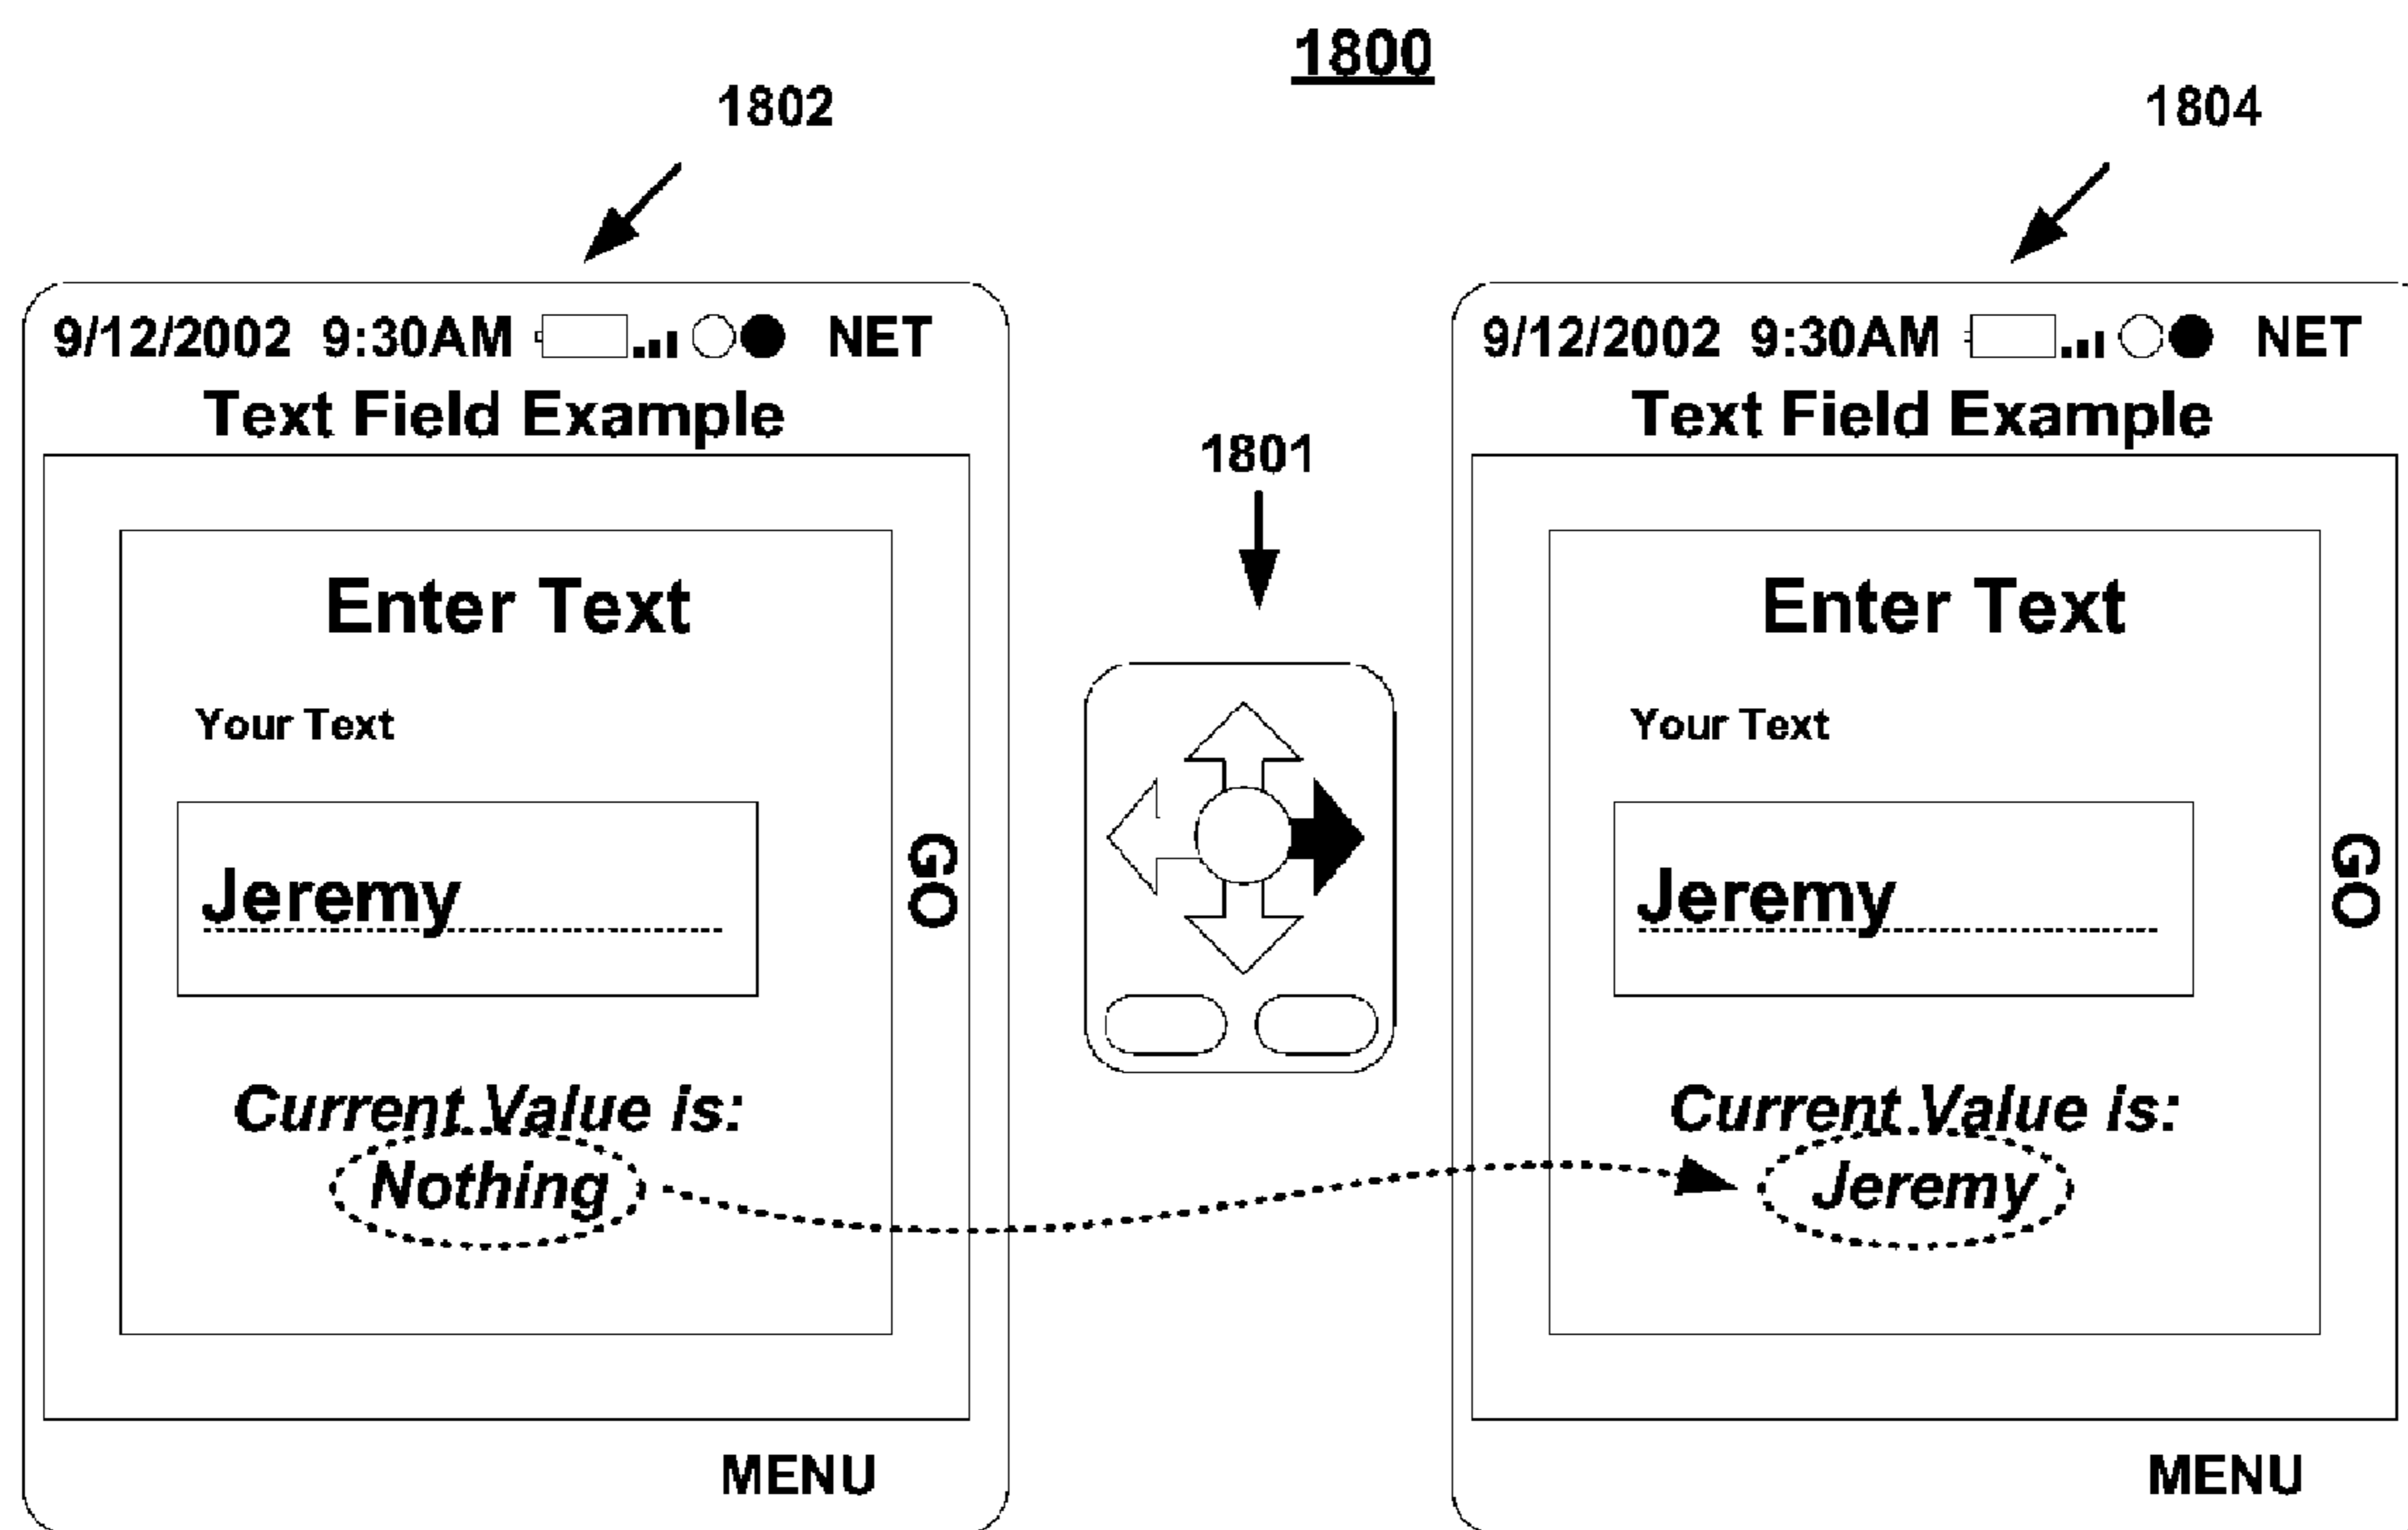 1800
1802
1804
9/12/2002 9:30AM NET
Text Field Example
Enter Text
Your Text
Jeremy
GO
Current Value is:
Nothing
MENU
1801
9/12/2002 9:30AM NET
Text Field Example
Enter Text
Your Text
Jeremy
GO
Current Value is:
Jeremy
MENU